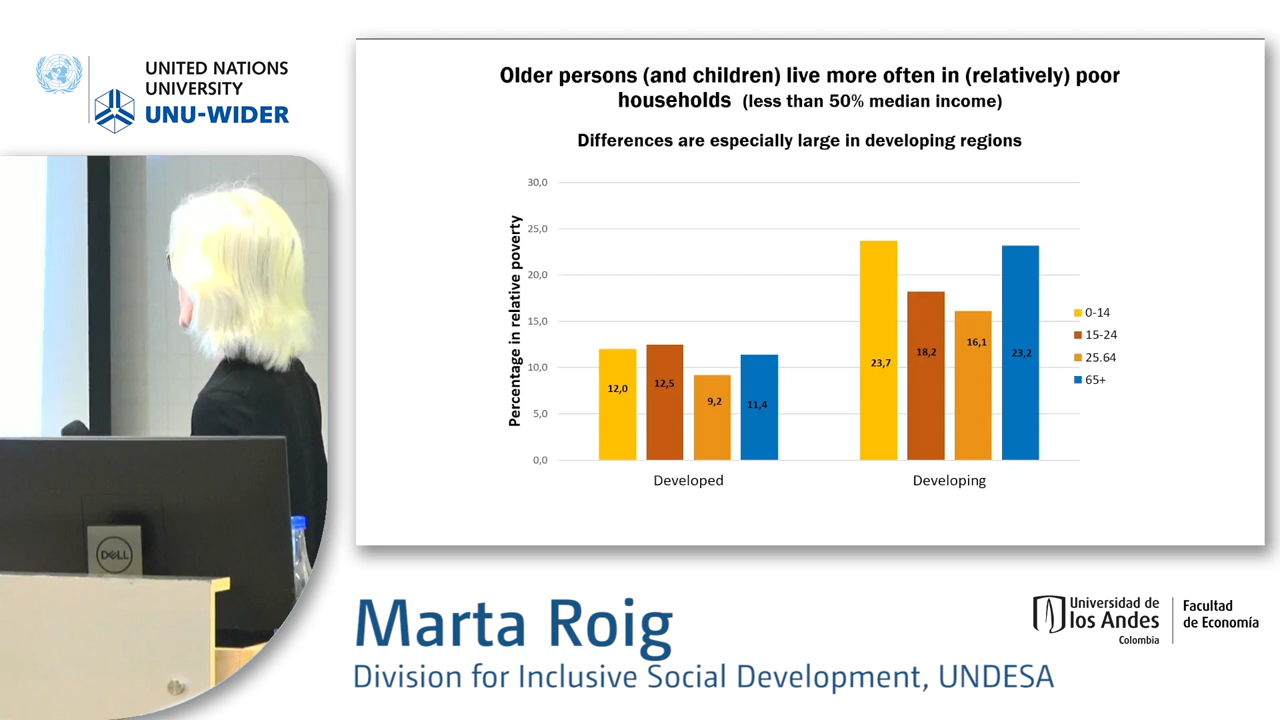 UNITED NATIONS
UNIVERSITY
UNU-WIDER
Older persons (and children) live more often in (relatively) poor
households (less than 50% median income)
Differences are especially large in developing regions
Percentage in relative poverty
30,0
25,0
20,0
15,0
10,0
5,0
0,0
12,0
12,5
9,2
11,4
23,7
18,2
16,1
23,2
Developed
Developing
0-14
15-24
25.64
65+
DELL
Marta Roig
Division for Inclusive Social Development, UNDESA
Universidad de
los Andes
Colombia
Facultad
de Economía